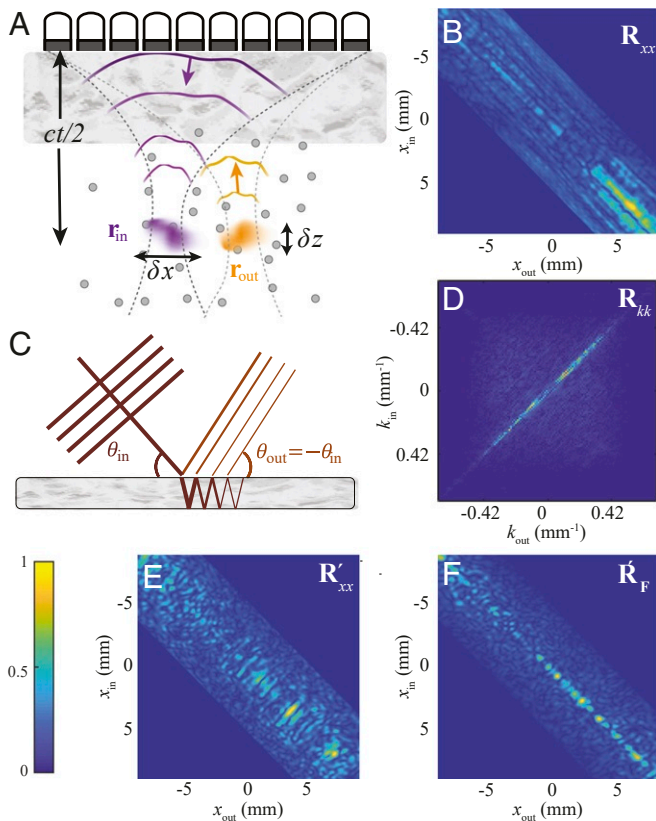 A
ct/2
r_in
δx
r_out
δz
B
R_xx
-5
0
5
x_in (mm)
-5 0 5
x_out (mm)
C
θ_in
θ_out=-θ_in
D
R_kk
-0.42
0
0.42
k_in (mm⁻¹)
-0.42 0 0.42
k_out (mm⁻¹)
1
0.5
0
E
R′_xx
-5
0
5
x_in (mm)
-5 0 5
x_out (mm)
F
Ŕ_F
-5
0
5
x_in (mm)
-5 0 5
x_out (mm)